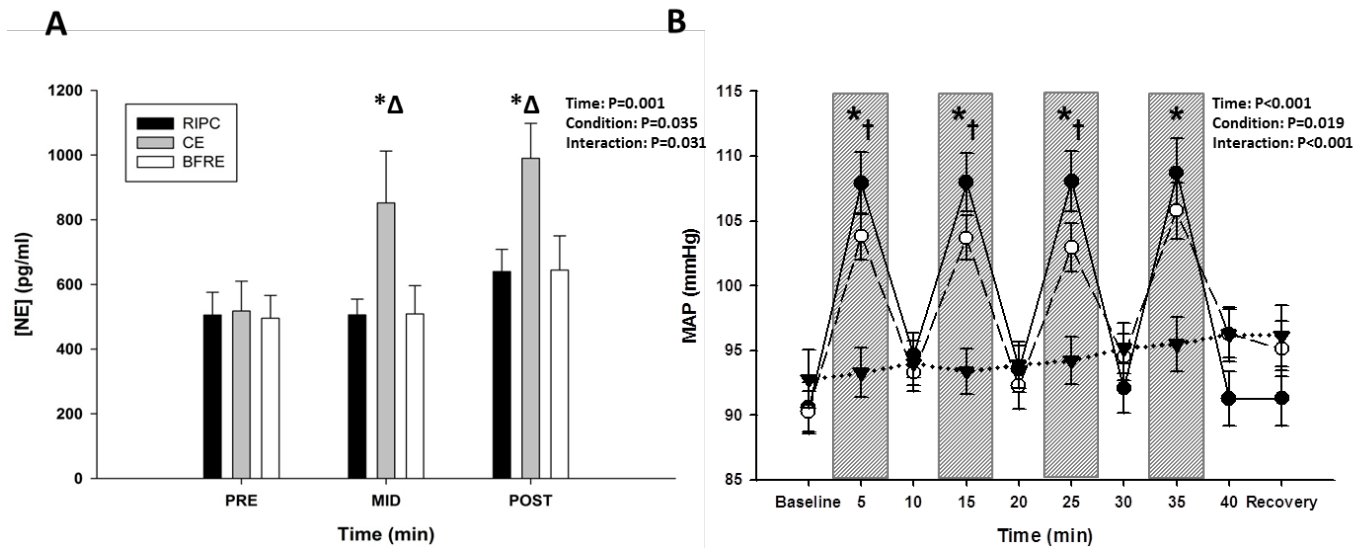 A
1200
1000
800
600
400
200
0
[NE] (pg/ml)
RIPC
CE
BFRE
*Δ
*Δ
Time: P=0.001
Condition: P=0.035
Interaction: P=0.031
PRE MID POST
Time (min)
B
115
110
105
100
95
90
85
MAP (mmHg)
*†
*†
*†
*
Time: P<0.001
Condition: P=0.019
Interaction: P<0.001
Baseline 5 10 15 20 25 30 35 40 Recovery
Time (min)